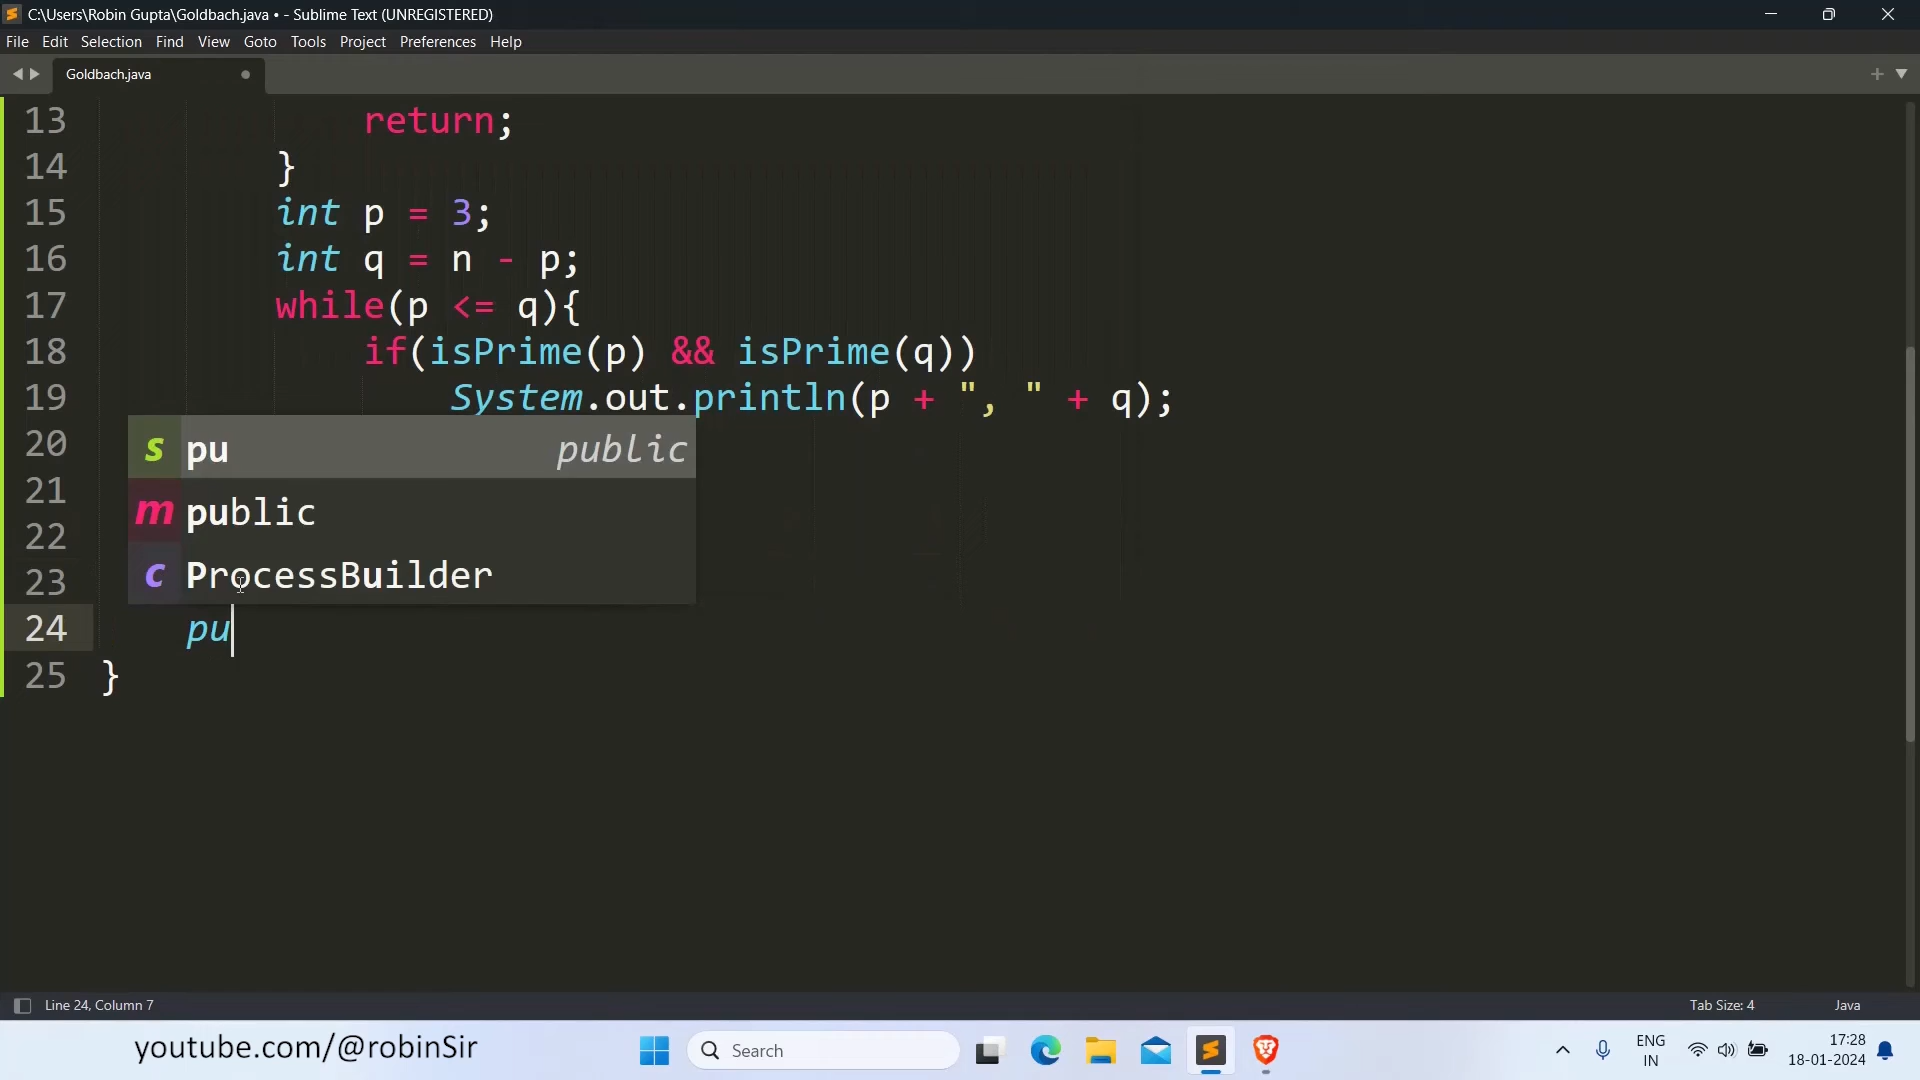 C:\Users\Robin Gupta\Goldbach.java • - Sublime Text (UNREGISTERED)
File Edit Selection Find View Goto Tools Project Preferences Help
Goldbach.java
13 return;
14 }
15 int p = 3;
16 int q = n - p;
17 while(p <= q){
18 if(isPrime(p) && isPrime(q))
19 System.out.println(p + ", " + q);
20 s pu public
21 m public
22
23 c ProcessBuilder
24 pu
25 }
Line 24, Column 7 Tab Size: 4 Java
youtube.com/@robinSir Search ENG IN 17:28 18-01-2024